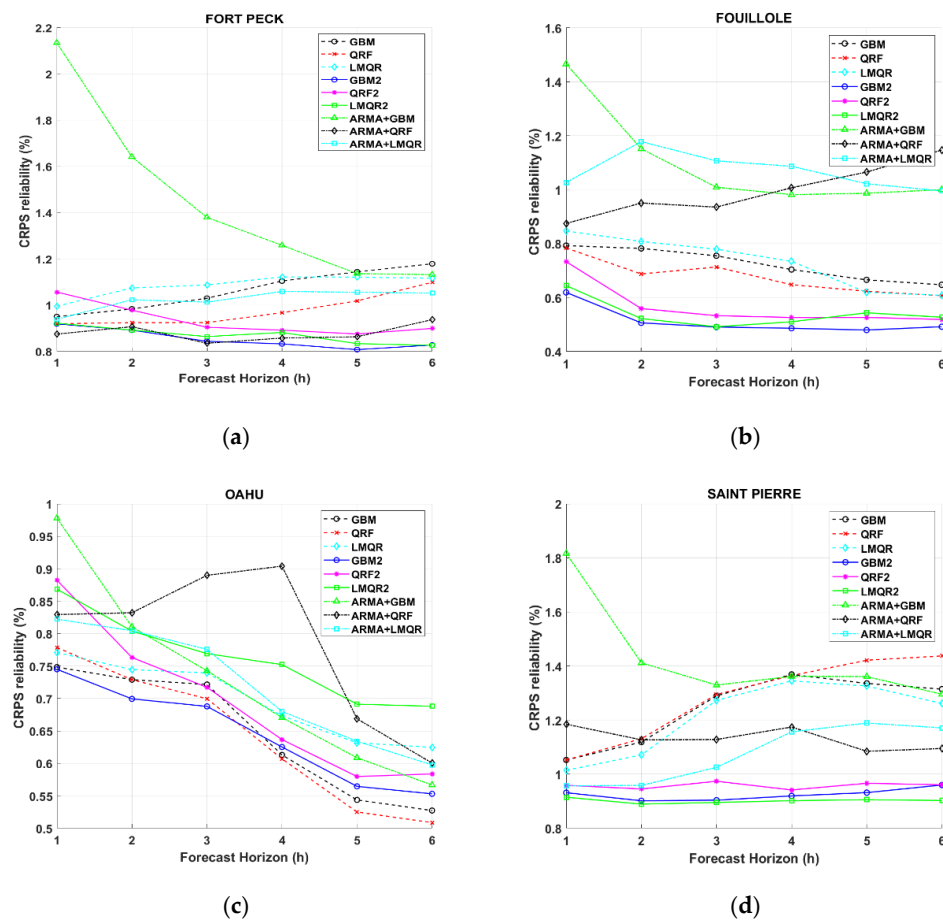 FORT PECK
2.2
2
1.8
1.6
1.4
1.2
1
0.8
CRPS reliability (%)
GBM
QRF
LMQR
GBM2
QRF2
LMQR2
ARMA+GBM
ARMA+QRF
ARMA+LMQR
1 2 3 4 5 6
Forecast Horizon (h)
(a)
FOUILLOLE
1.6
1.4
1.2
1
0.8
0.6
0.4
CRPS reliability (%)
GBM
QRF
LMQR
GBM2
QRF2
LMQR2
ARMA+GBM
ARMA+QRF
ARMA+LMQR
1 2 3 4 5 6
Forecast Horizon (h)
(b)
OAHU
1
0.95
0.9
0.85
0.8
0.75
0.7
0.65
0.6
0.55
0.5
CRPS reliability (%)
GBM
QRF
LMQR
GBM2
QRF2
LMQR2
ARMA+GBM
ARMA+QRF
ARMA+LMQR
1 2 3 4 5 6
Forecast Horizon (h)
(c)
SAINT PIERRE
2
1.8
1.6
1.4
1.2
1
0.8
CRPS reliability (%)
GBM
QRF
LMQR
GBM2
QRF2
LMQR2
ARMA+GBM
ARMA+QRF
ARMA+LMQR
1 2 3 4 5 6
Forecast Horizon (h)
(d)